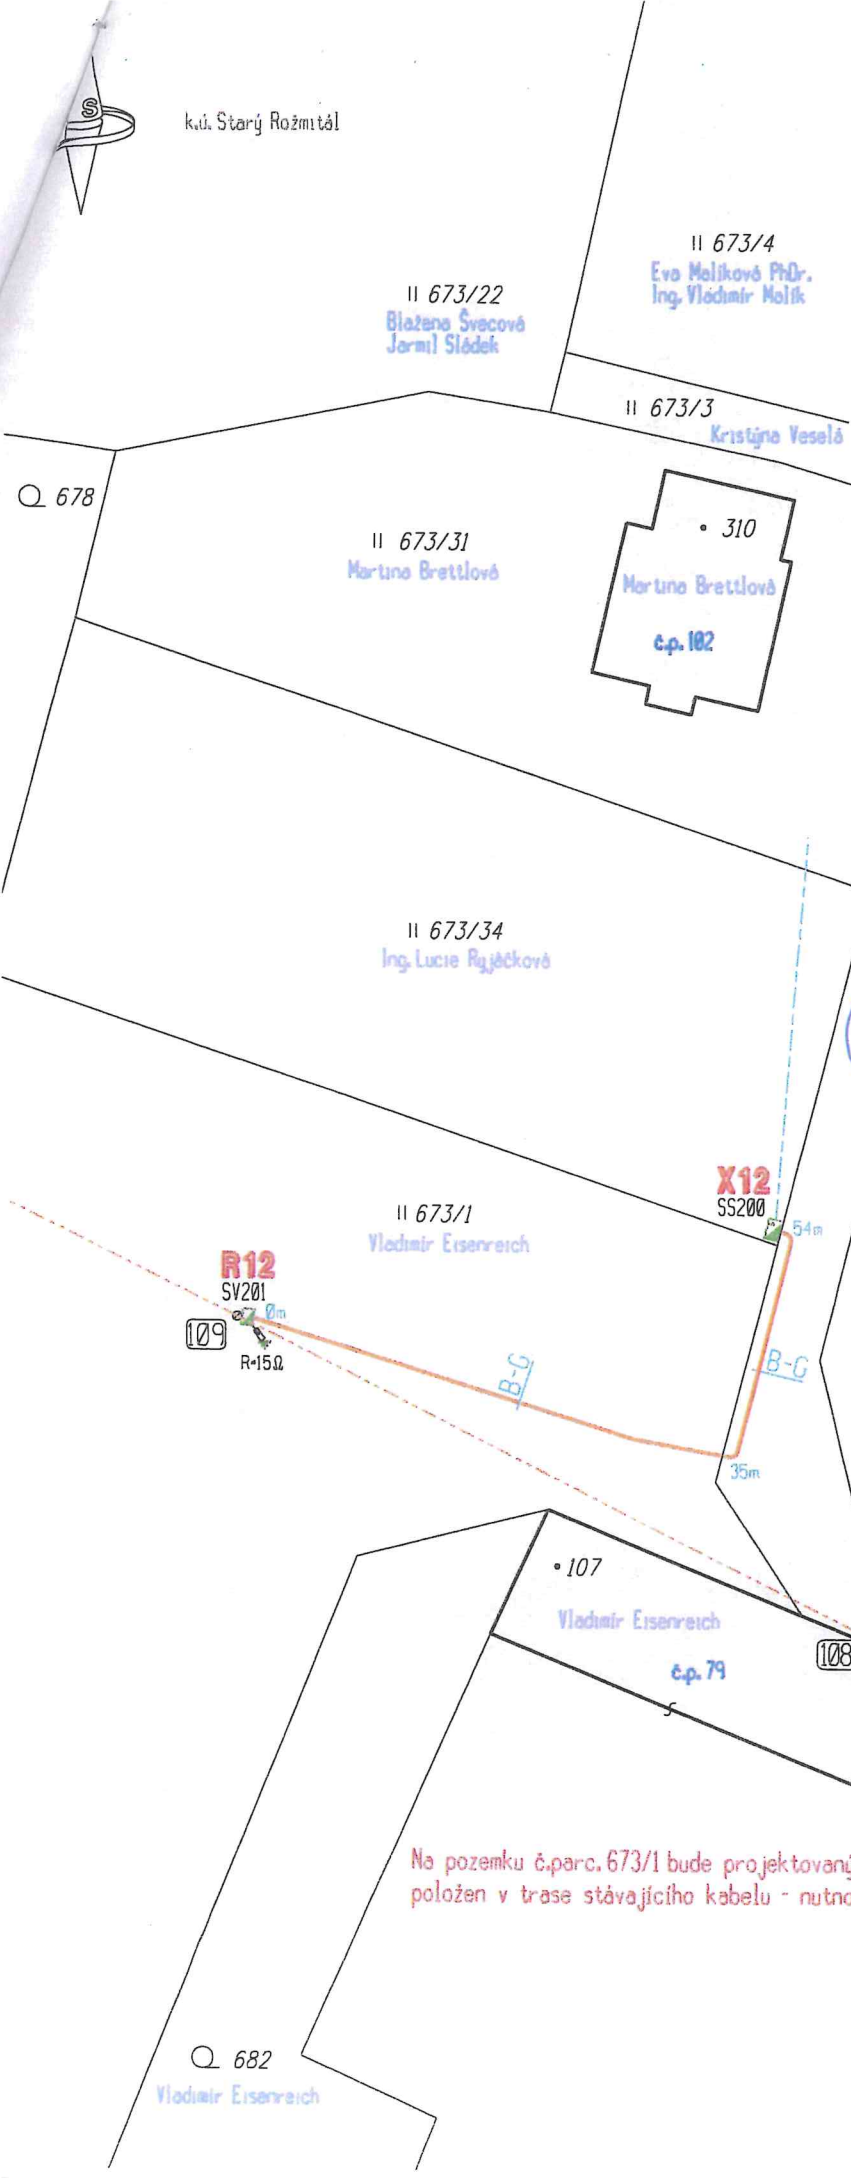 S
k.ú. Starý Rožmitál
II 673/4
Eva Malíková PhDr.
Ing. Vladimír Malík
II 673/22
Blažena Švecová
Jarmil Sládek
II 673/3
Kristýna Veselá
678
310
II 673/31
Martina Brettlová
Martina Brettlová
č.p. 102
II 673/34
Ing. Lucie Ryjáčková
X12
SS200
54m
II 673/1
Vladimír Eisenreich
R12
SV201
0m
109
R=15Ω
B-G
B-G
35m
107
Vladimír Eisenreich
č.p. 79
108
Na pozemku č.parc. 673/1 bude projektovaný
položen v trase stávajícího kabelu - nutno
682
Vladimír Eisenreich